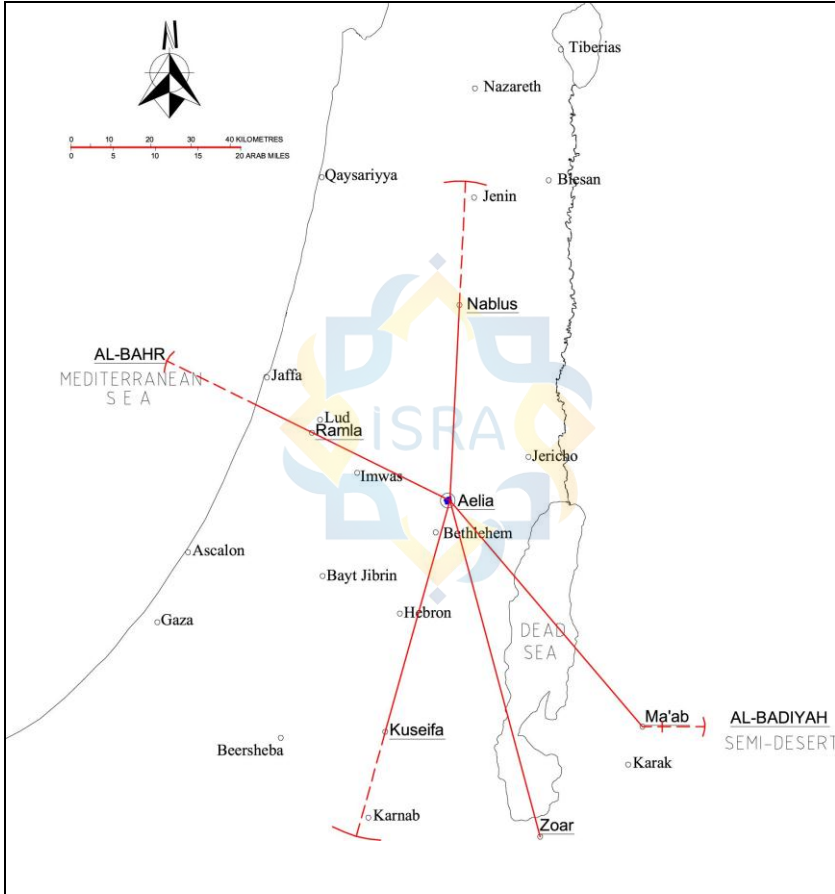 N
Tiberias
Nazareth
0 10 20 30 40 KILOMETRES
0 5 10 15 20 ARAB MILES
Qaysariyya
Blesan
Jenin
Nablus
AL-BAHR
MEDITERRANEAN
SEA
Jaffa
Lud
Ramla
iSRA
Jericho
Imwas
Aelia
Bethlehem
Ascalon
Bayt Jibrin
Hebron
Gaza
DEAD
SEA
Ma'ab
AL-BADIYAH
SEMI-DESERT
Kuseifa
Beersheba
Karak
Karnab
Zoar